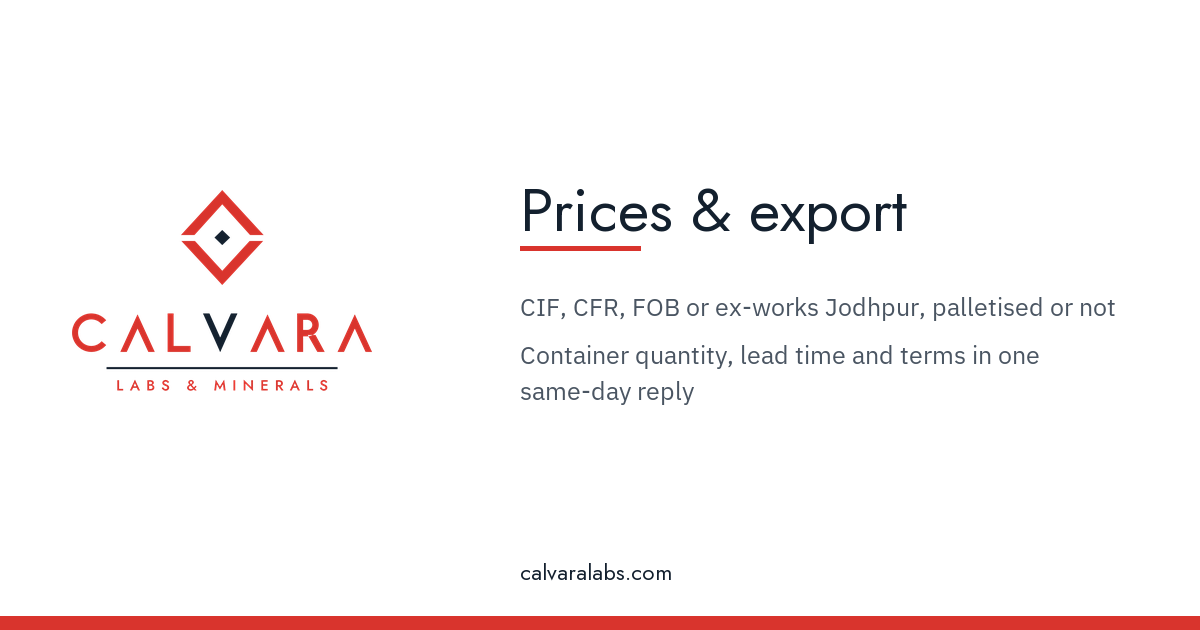 CALVARA
LABS & MINERALS
Prices & export
CIF, CFR, FOB or ex-works Jodhpur, palletised or not
Container quantity, lead time and terms in one
same-day reply
calvaralabs.com